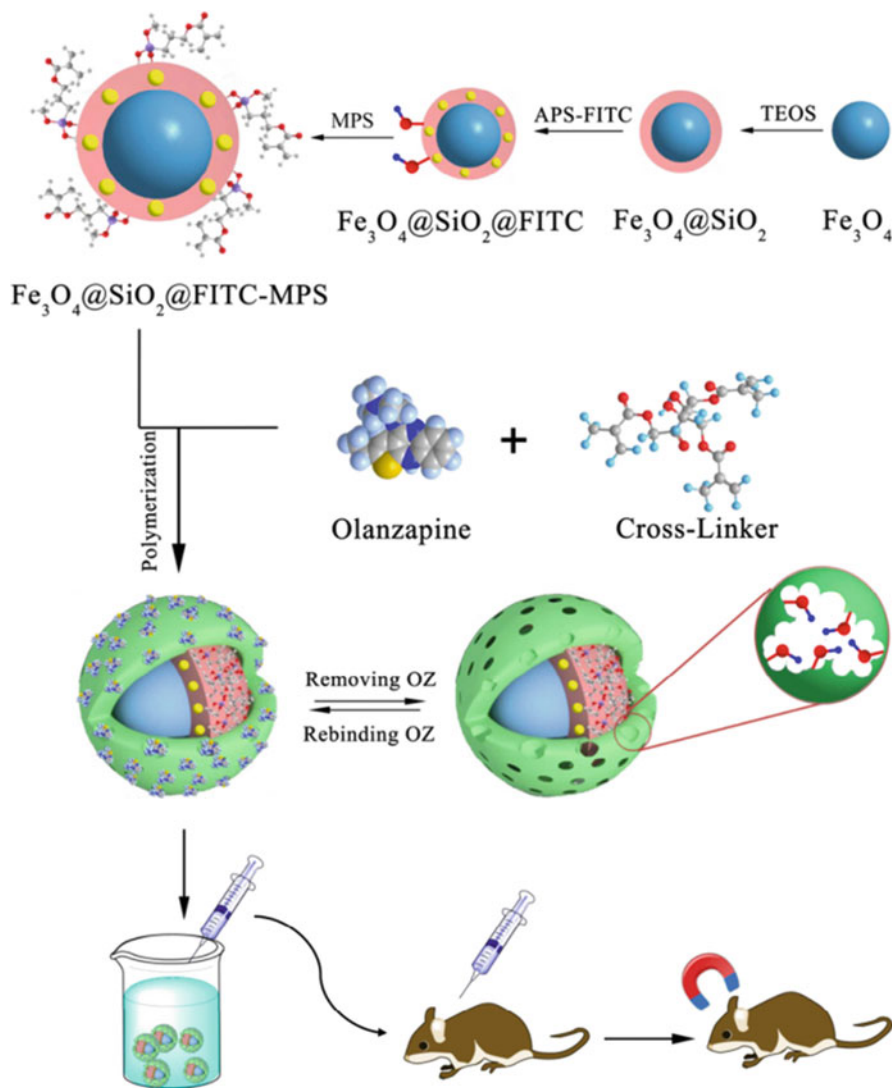 MPS
APS-FITC
TEOS
Fe₃O₄@SiO₂@FITC
Fe₃O₄@SiO₂
Fe₃O₄
Fe₃O₄@SiO₂@FITC-MPS
Polymerization
+
Olanzapine
Cross-Linker
Removing OZ
Rebinding OZ